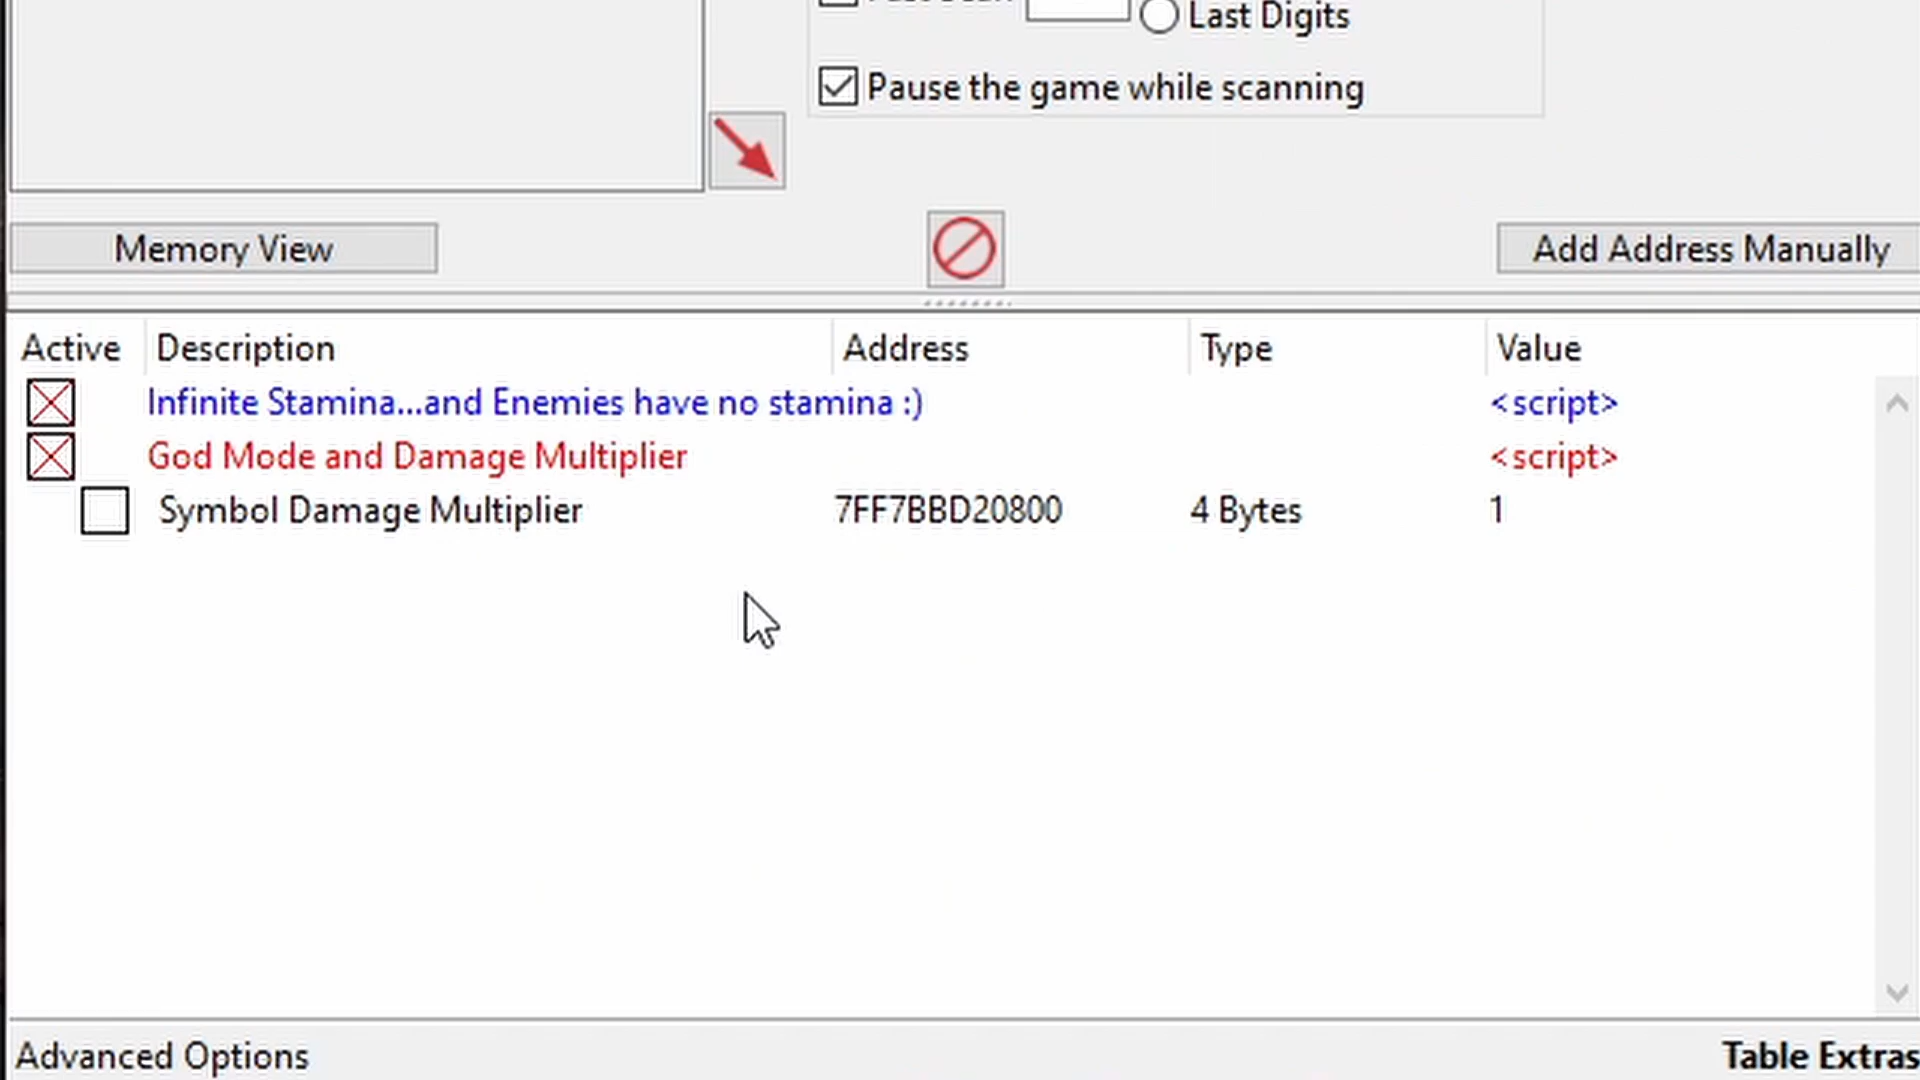 Last Digits
Pause the game while scanning
Memory View
Add Address Manually
Active Description Address Type Value
Infinite Stamina...and Enemies have no stamina :) <script>
God Mode and Damage Multiplier <script>
Symbol Damage Multiplier 7FF7BBD20800 4 Bytes 1
Advanced Options
Table Extras